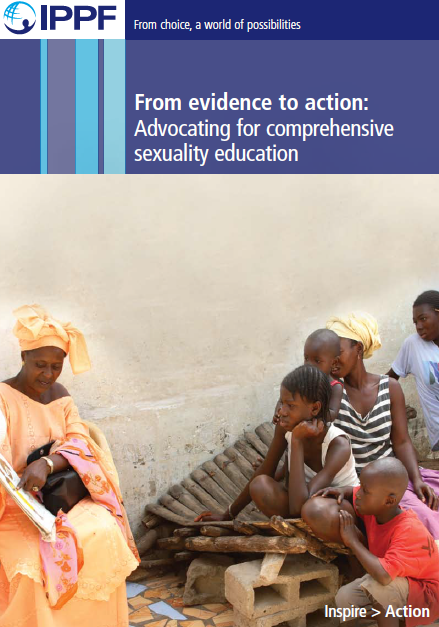 IPPF
From choice, a world of possibilities
From evidence to action:
Advocating for comprehensive
sexuality education
Inspire > Action